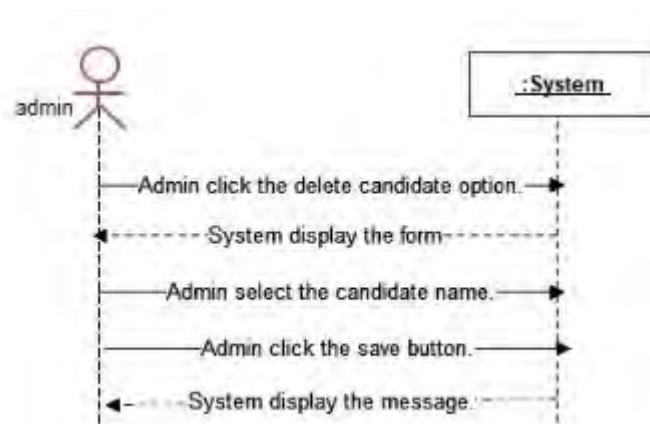 :System
admin
Admin click the delete candidate option.
System display the form
Admin select the candidate name.
Admin click the save button.
System display the message.